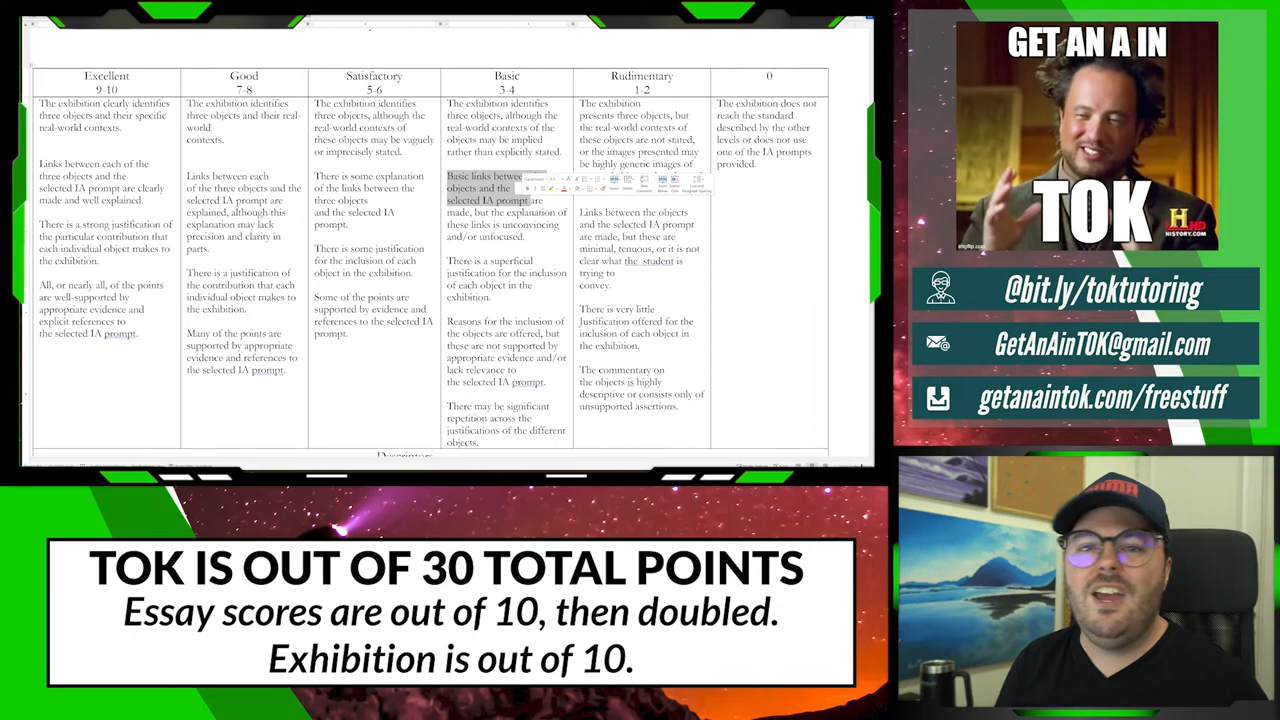 Excellent
9-10
The exhibition clearly identifies
three objects and their specific
real-world contexts.
Links between each of the
three objects and the
selected IA prompt are clearly
made and well explained.
There is a strong justification of
the particular contribution that
each individual object makes to
the exhibition.
All, or nearly all, of the points
are well-supported by
appropriate evidence and
explicit references to
the selected IA prompt.
Good
7-8
The exhibition identifies
three objects and their real-
world
contexts.
Links between each
of the three objects and the
selected IA prompt are
explained, although this
explanation may lack
precision and clarity in
parts.
There is a justification of
the contribution that each
individual object makes to
the exhibition.
Many of the points are
supported by appropriate
evidence and references to
the selected IA prompt.
Satisfactory
5-6
The exhibition identifies
three objects, although the
real-world contexts of
these objects may be vaguely
or imprecisely stated.
There is some explanation
of the links between the
three objects
and the selected IA
prompt.
There is some justification
for the inclusion of each
object in the exhibition.
Some of the points are
supported by evidence and
references to the selected IA
prompt.
Basic
3-4
The exhibition identifies
three objects, although the
real-world contexts of the
objects may be implied
rather than explicitly stated.
Basic links betwee
objects and the
selected IA prompt are
made, but the explanation of
these links is unconvincing
and/or unfocused.
There is a superficial
justification for the inclusion
of each object in the
exhibition.
Reasons for the inclusion of
the objects are offered, but
these are not supported by
appropriate evidence and/or
lack relevance to
the selected IA prompt.
There may be significant
repetition across the
justifications of the different
objects.
Rudimentary
1-2
The exhibition
presents three objects, but
the real-world contexts of
these objects are not stated,
or the images presented may
be highly generic images of
Links between the objects
and the selected IA prompt
are made, but these are
minimal, tenuous, or it is not
clear what the student is
trying to
convey.
There is very little
Justification offered for the
inclusion of each object in
the exhibition.
The commentary on
the objects is highly
descriptive or consists only of
unsupported assertions.
0
The exhibition does not
reach the standard
described by the other
levels or does not use
one of the IA prompts
provided.
Descriptors
GET AN A IN
TOK
H HD
HISTORY.COM
imgflip.com
@bit.ly/toktutoring
GetAnAinTOK@gmail.com
getanaintok.com/freestuff
TOK IS OUT OF 30 TOTAL POINTS
Essay scores are out of 10, then doubled.
Exhibition is out of 10.